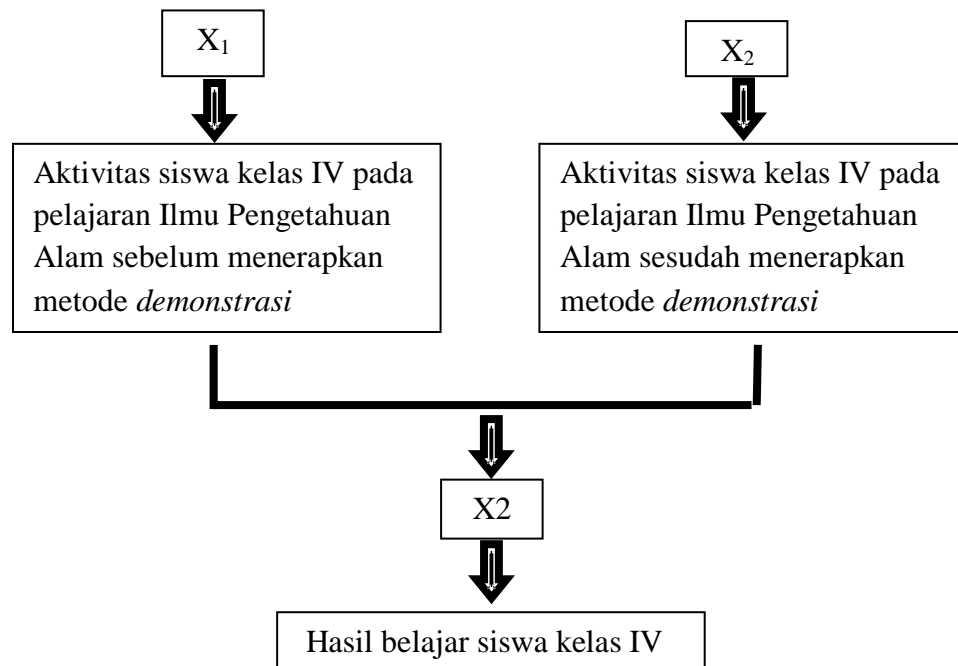 X₁
X₂
Aktivitas siswa kelas IV pada
pelajaran Ilmu Pengetahuan
Alam sebelum menerapkan
metode demonstrasi
Aktivitas siswa kelas IV pada
pelajaran Ilmu Pengetahuan
Alam sesudah menerapkan
metode demonstrasi
X2
Hasil belajar siswa kelas IV